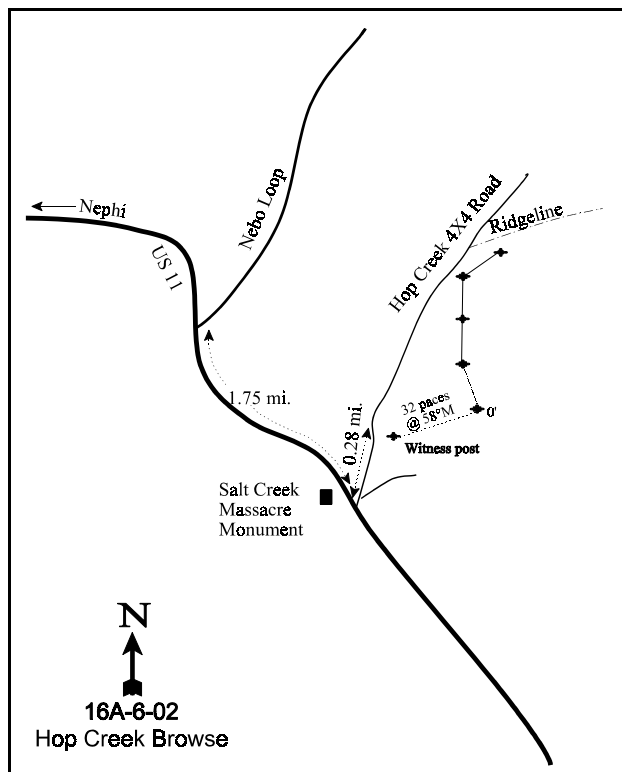 Nephi
US 11
Nebo Loop
Hop Creek 4X4 Road
Ridgeline
1.75 mi.
0.28 mi.
32 paces
@ 58°M
0'
Witness post
Salt Creek
Massacre
Monument
N
16A-6-02
Hop Creek Browse